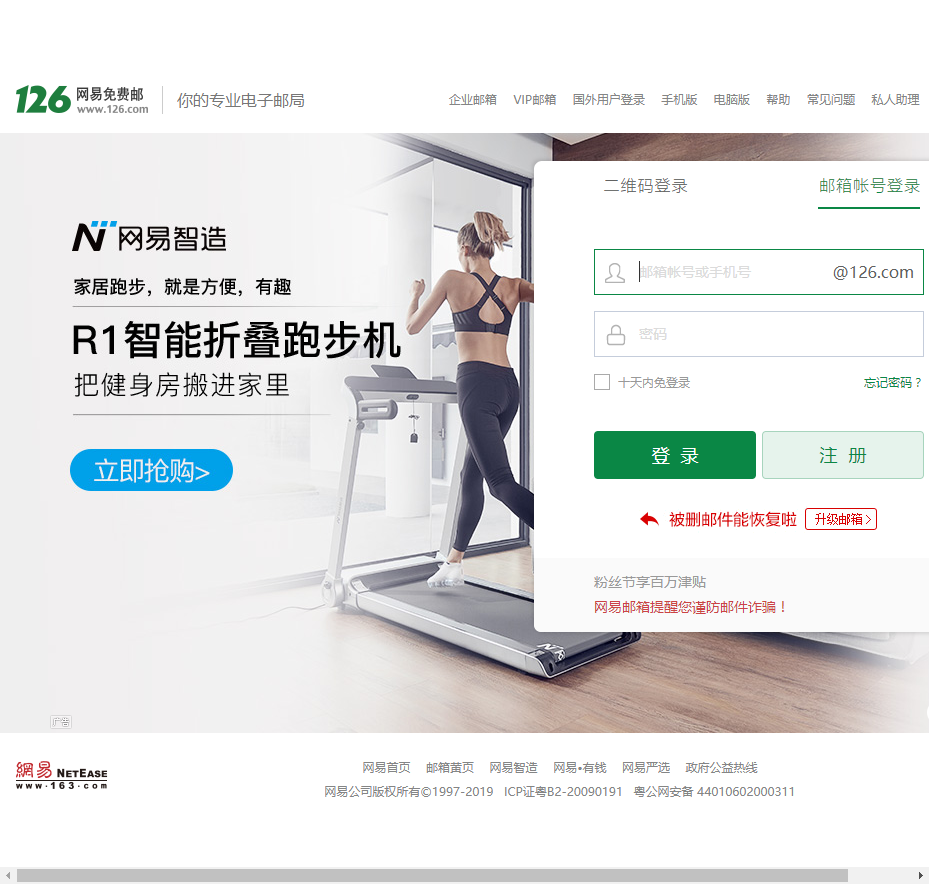 126 网易免费邮 www.126.com 你的专业电子邮局
企业邮箱 VIP邮箱 国外用户登录 手机版 电脑版 帮助 常见问题 私人助理
二维码登录 邮箱帐号登录
网易智造
家居跑步，就是方便，有趣
R1智能折叠跑步机
把健身房搬进家里
立即抢购>
邮箱帐号或手机号 @126.com
密码
十天内免登录 忘记密码？
登 录 注 册
被删邮件能恢复啦 升级邮箱>
粉丝节享百万津贴
网易邮箱提醒您谨防邮件诈骗！
N
广告
網易 NETEASE
www.163.com
网易首页 邮箱黄页 网易智造 网易•有钱 网易严选 政府公益热线
网易公司版权所有©1997-2019 ICP证粤B2-20090191 粤公网安备 44010602000311